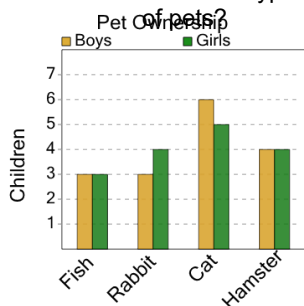 of pets?
Pet Ownership
Boys
Girls
7
6
5
4
3
2
1
Children
Fish
Rabbit
Cat
Hamster